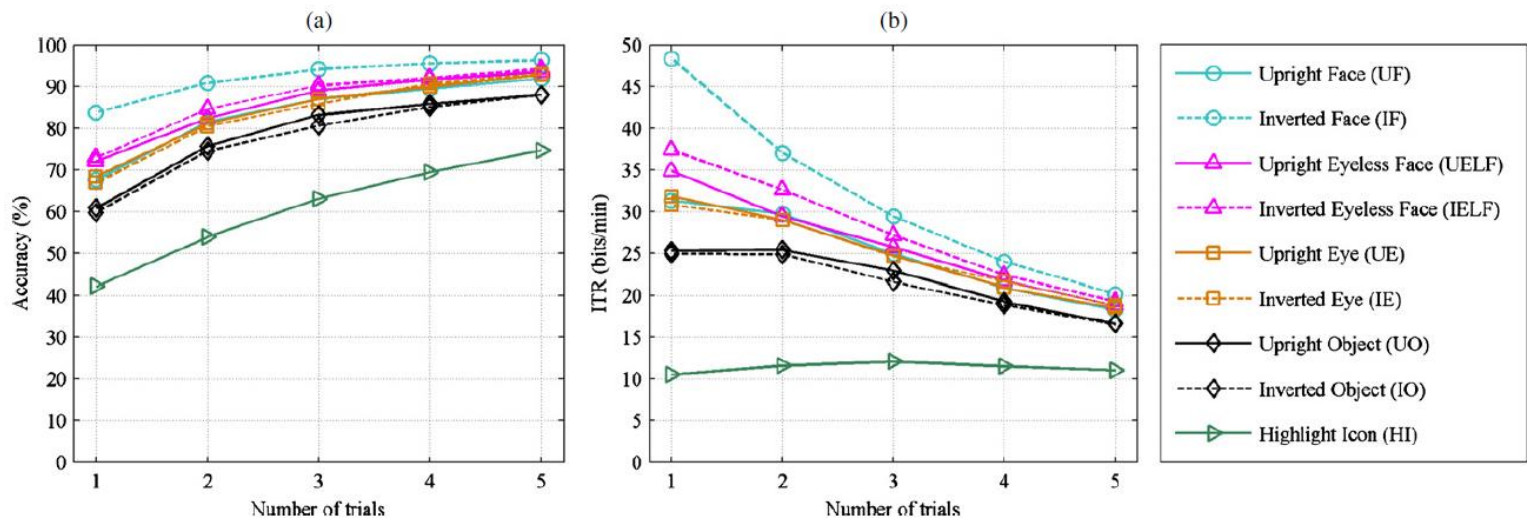 (a)
100
90
80
70
60
50
40
30
20
10
0
Accuracy (%)
1 2 3 4 5
Number of trials
(b)
50
45
40
35
30
25
20
15
10
5
0
ITR (bits/min)
1 2 3 4 5
Number of trials
Upright Face (UF)
Inverted Face (IF)
Upright Eyeless Face (UELF)
Inverted Eyeless Face (IELF)
Upright Eye (UE)
Inverted Eye (IE)
Upright Object (UO)
Inverted Object (IO)
Highlight Icon (HI)